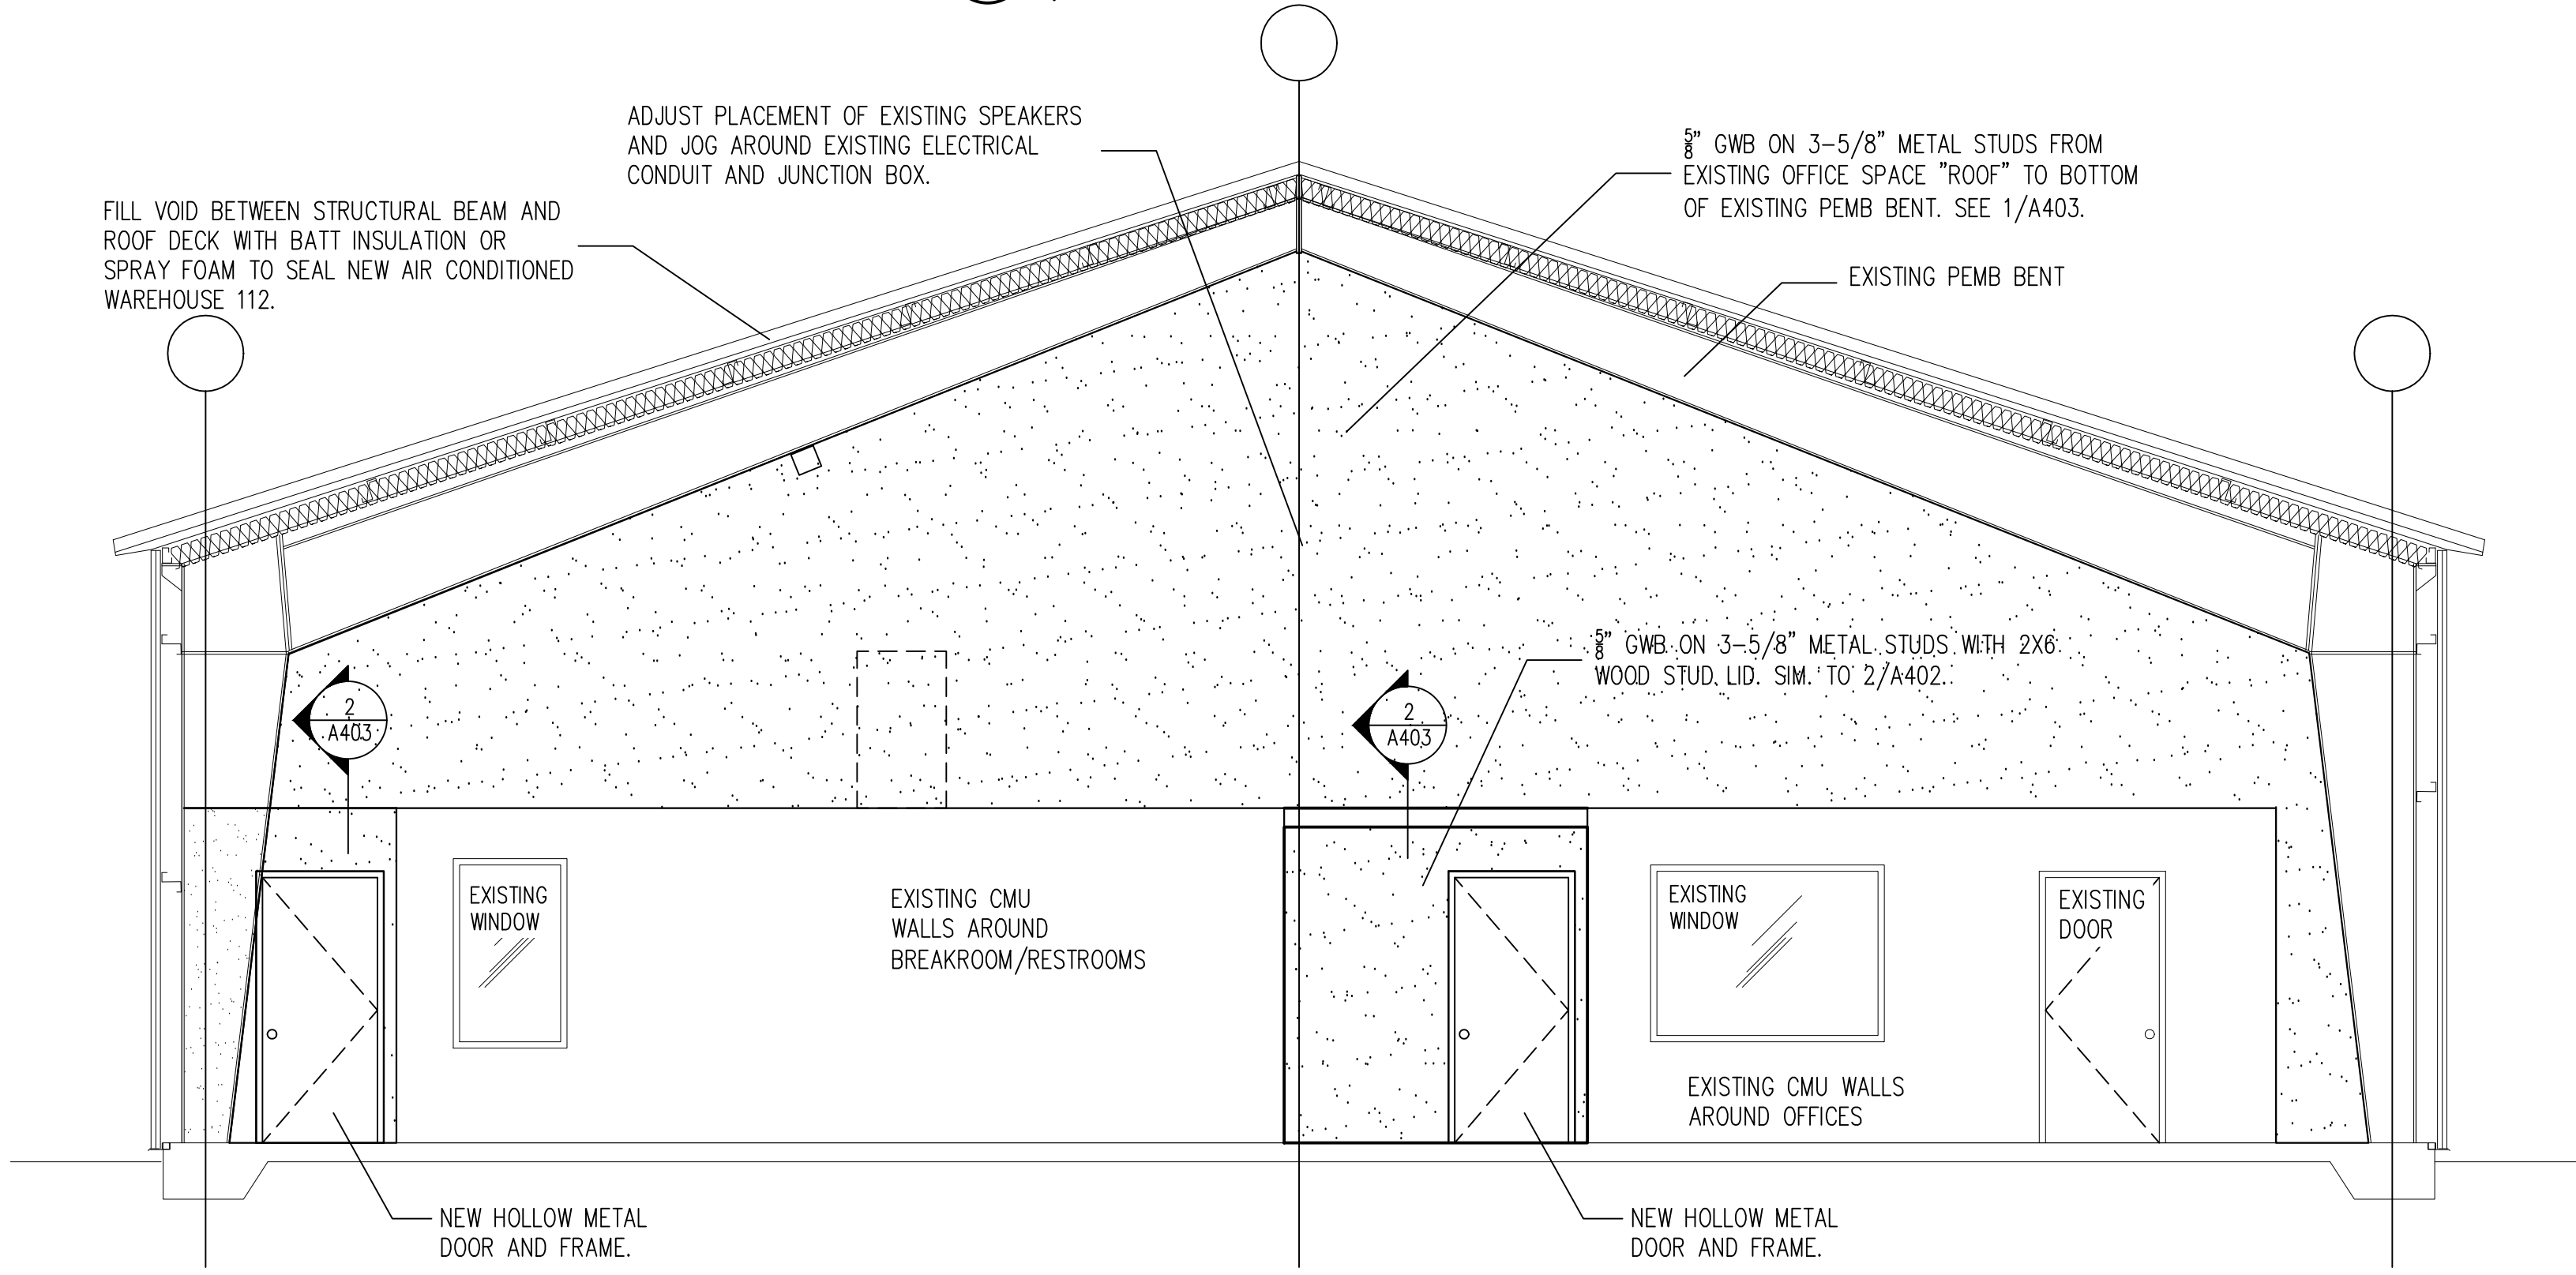 ADJUST PLACEMENT OF EXISTING SPEAKERS
AND JOG AROUND EXISTING ELECTRICAL
CONDUIT AND JUNCTION BOX.
5/8" GWB ON 3-5/8" METAL STUDS FROM
EXISTING OFFICE SPACE "ROOF" TO BOTTOM
OF EXISTING PEMB BENT. SEE 1/A403.
FILL VOID BETWEEN STRUCTURAL BEAM AND
ROOF DECK WITH BATT INSULATION OR
SPRAY FOAM TO SEAL NEW AIR CONDITIONED
WAREHOUSE 112.
EXISTING PEMB BENT
5/8" GWB ON 3-5/8" METAL STUDS WITH 2X6
WOOD STUD LID. SIM. TO 2/A402.
2
A403
2
A403
EXISTING
WINDOW
EXISTING CMU
WALLS AROUND
BREAKROOM/RESTROOMS
EXISTING
WINDOW
EXISTING
DOOR
EXISTING CMU WALLS
AROUND OFFICES
NEW HOLLOW METAL
DOOR AND FRAME.
NEW HOLLOW METAL
DOOR AND FRAME.